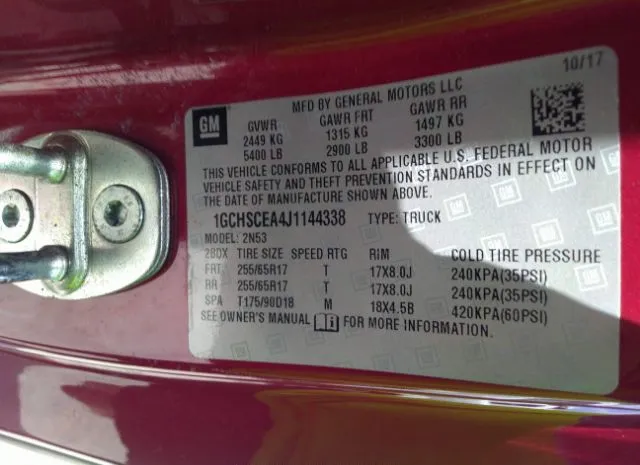 10/17
GM
MFD BY GENERAL MOTORS LLC
GVWR GAWR FRT GAWR RR
2449 KG 1315 KG 1497 KG
5400 LB 2900 LB 3300 LB
THIS VEHICLE CONFORMS TO ALL APPLICABLE U.S. FEDERAL MOTOR
VEHICLE SAFETY AND THEFT PREVENTION STANDARDS IN EFFECT ON
THE DATE OF MANUFACTURE SHOWN ABOVE.
1GCHSCEA4J1144338 TYPE: TRUCK
MODEL: 2N53
2BOX TIRE SIZE SPEED RTG RIM COLD TIRE PRESSURE
FRT 255/65R17 T 17X8.0J 240KPA(35PSI)
RR 255/65R17 T 17X8.0J 240KPA(35PSI)
SPA T175/90D18 M 18X4.5B 420KPA(60PSI)
SEE OWNER'S MANUAL FOR MORE INFORMATION.